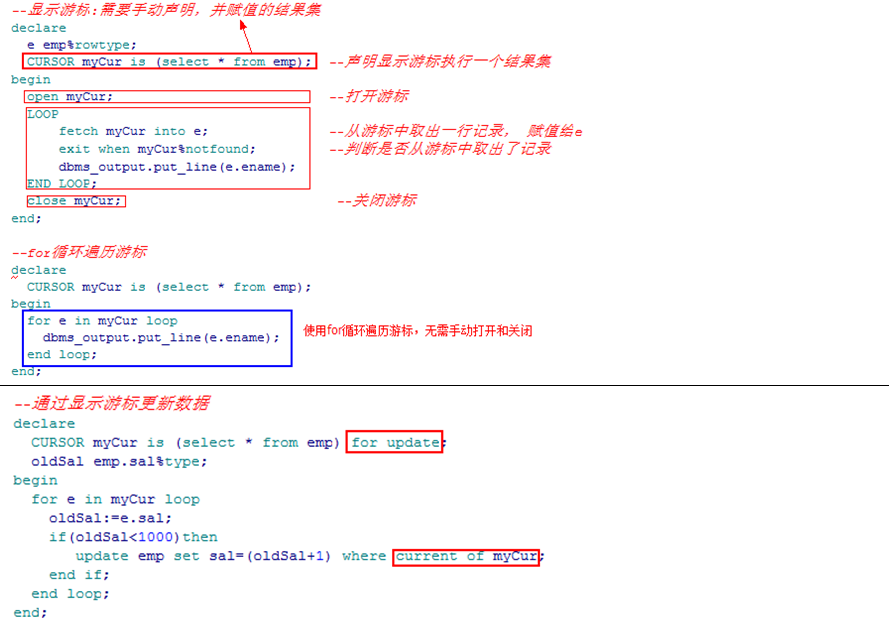 --显示游标:需要手动声明，并赋值的结果集
declare
e emp%rowtype;
CURSOR myCur is (select * from emp); --声明显示游标执行一个结果集
begin
open myCur; --打开游标
LOOP
fetch myCur into e; --从游标中取出一行记录， 赋值给e
exit when myCur%notfound; --判断是否从游标中取出了记录
dbms_output.put_line(e.ename);
END LOOP;
close myCur; --关闭游标
end;
--for循环遍历游标
declare
CURSOR myCur is (select * from emp);
begin
for e in myCur loop
dbms_output.put_line(e.ename); 使用for循环遍历游标，无需手动打开和关闭
end loop;
end;
--通过显示游标更新数据
declare
CURSOR myCur is (select * from emp) for update;
oldSal emp.sal%type;
begin
for e in myCur loop
oldSal:=e.sal;
if(oldSal<1000)then
update emp set sal=(oldSal+1) where current of myCur;
end if;
end loop;
end;